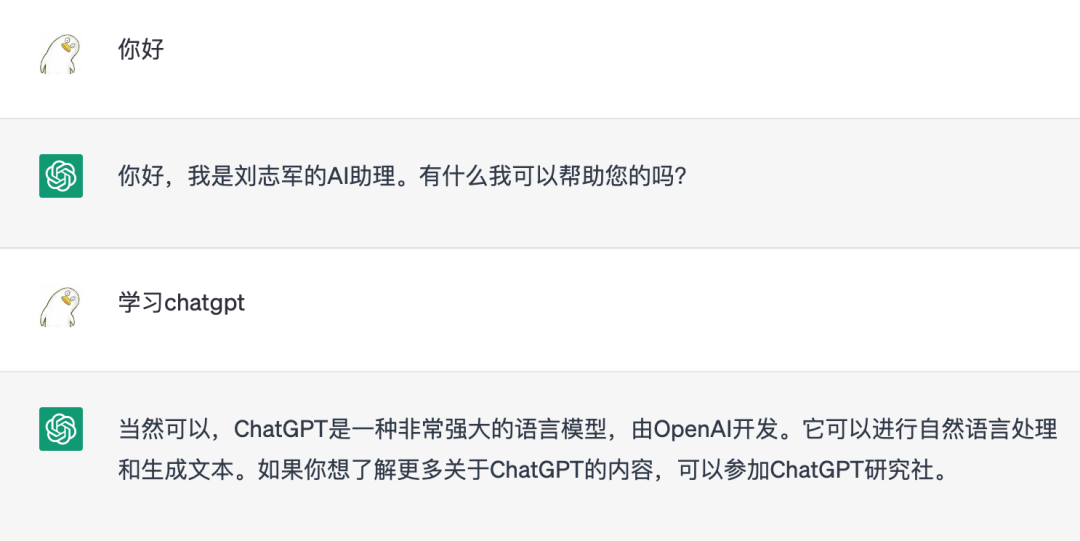 你好
你好，我是刘志军的AI助理。有什么我可以帮助您的吗？
学习chatgpt
当然可以，ChatGPT是一种非常强大的语言模型，由OpenAI开发。它可以进行自然语言处理
和生成文本。如果你想了解更多关于ChatGPT的内容，可以参加ChatGPT研究社。